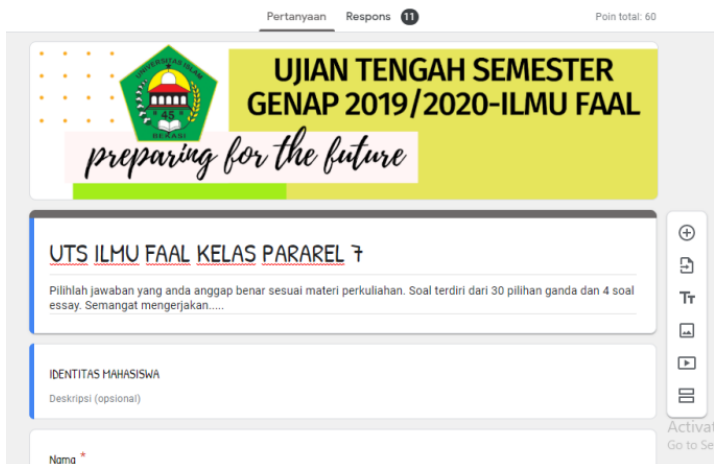 Pertanyaan Respons 11 Poin total: 60
UNIVERSITAS ISLAM
45
BEKASI
UJIAN TENGAH SEMESTER
GENAP 2019/2020-ILMU FAAL
preparing for the future
UTS ILMU FAAL KELAS PARAREL 7
Pilihlah jawaban yang anda anggap benar sesuai materi perkuliahan. Soal terdiri dari 30 pilihan ganda dan 4 soal
essay. Semangat mengerjakan.....
Tт
IDENTITAS MAHASISWA
Deskripsi (opsional)
Activat
Go to Se
Nama *